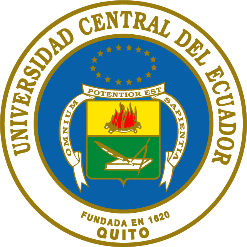 UNIVERSIDAD CENTRAL DEL ECUADOR
OMNIUM POTENTIOR EST SAPIENTIA
FUNDADA EN 1620
QUITO